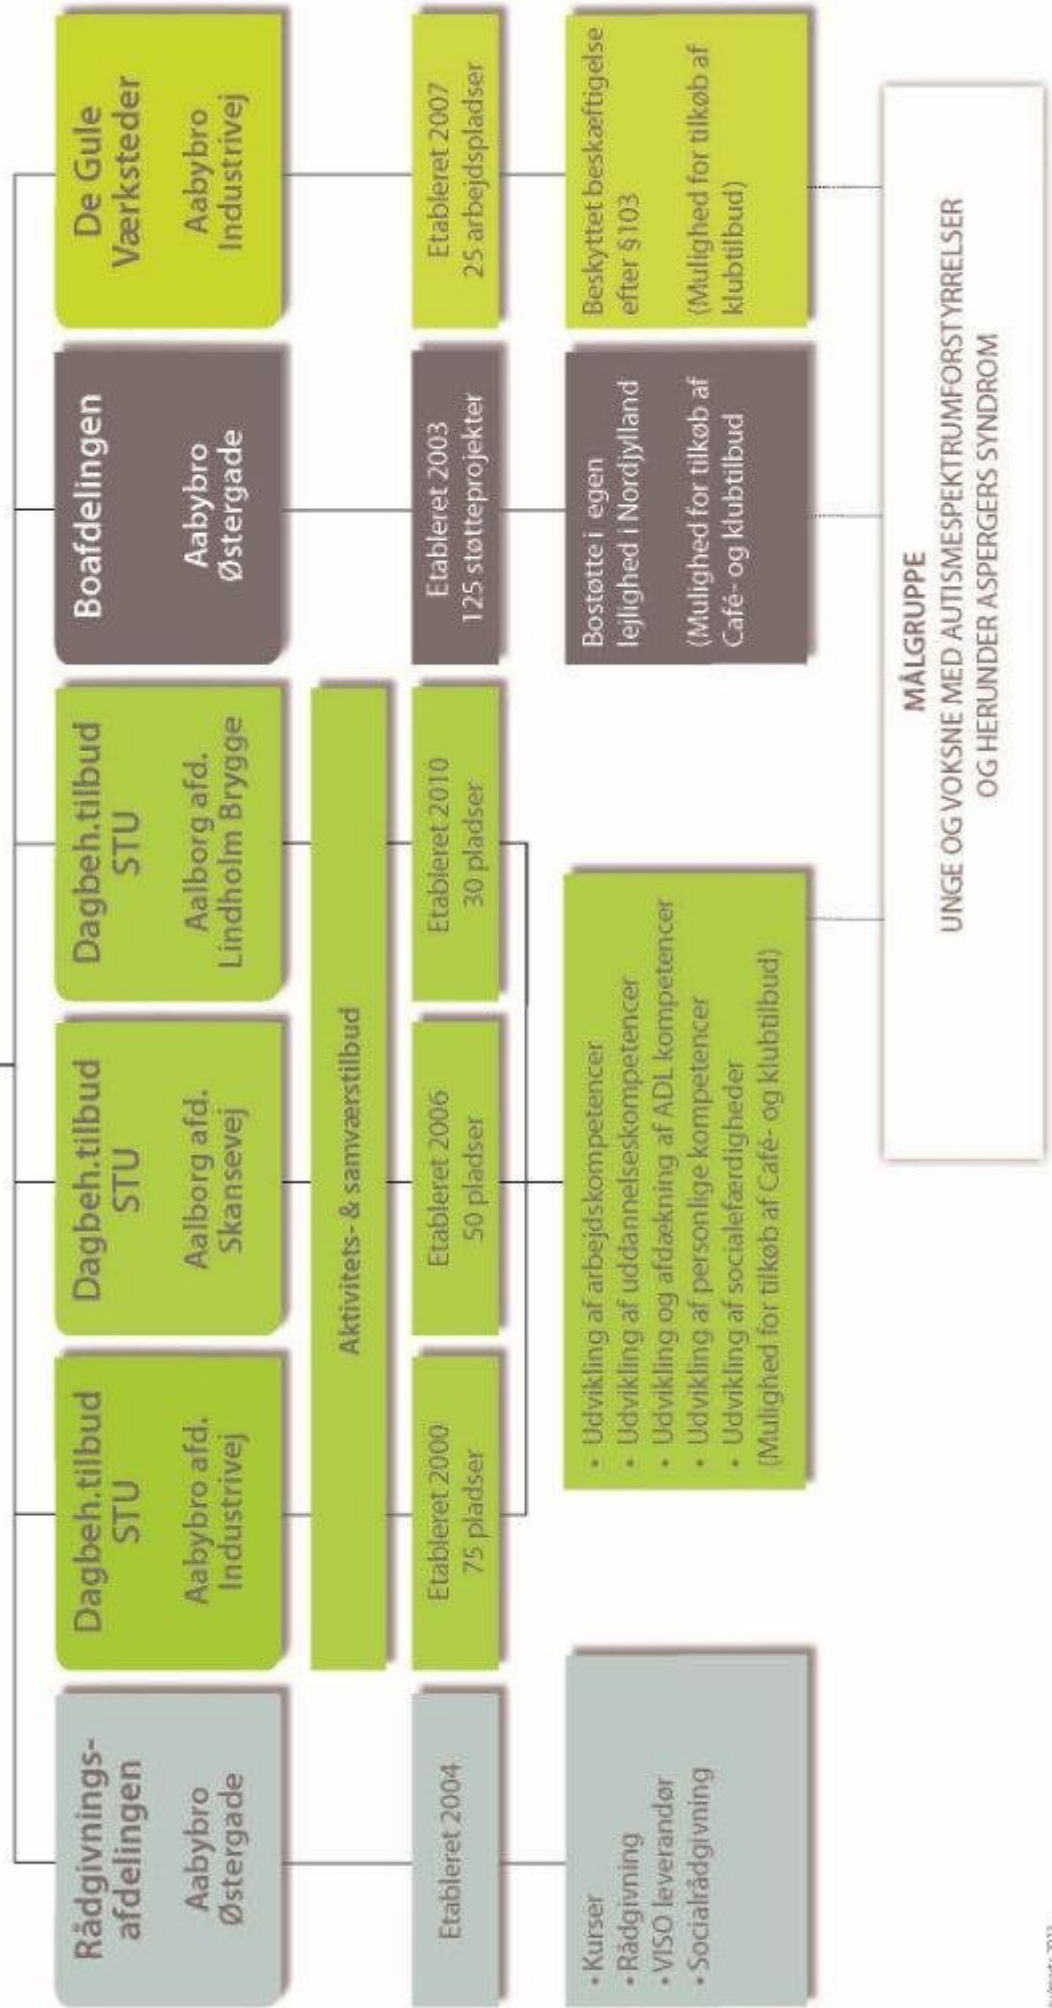 Rådgivnings-
afdelingen
Aabybro
Østergade
Dagbeh.tilbud
STU
Aabybro afd.
Industrivej
Dagbeh.tilbud
STU
Aalborg afd.
Skansevej
Dagbeh.tilbud
STU
Aalborg afd.
Lindholm Brygge
Boafdelingen
Aabybro
Østergade
De Gule
Værksteder
Aabybro
Industrivej
Aktivitets- & samværstilbud
Etableret 2004
Etableret 2000
75 pladser
Etableret 2006
50 pladser
Etableret 2010
30 pladser
Etableret 2003
125 støtteprojekter
Etableret 2007
25 arbejdspladser
• Kurser
• Rådgivning
• VISO leverandør
• Socialrådgivning
• Udvikling af arbejdskompetencer
• Udvikling af uddannelseskompetencer
• Udvikling og afdækning af ADL kompetencer
• Udvikling af personlige kompetencer
• Udvikling af socialefærdigheder
(Mulighed for tilkøb af Café- og klubtilbud)
Bostøtte i egen
lejlighed i Nordjylland
(Mulighed for tilkøb af
Café- og klubtilbud
Beskyttet beskæftigelse
efter §103
(Mulighed for tilkøb af
klubtilbud)
MÅLGRUPPE
UNGE OG VOKSNE MED AUTISMESPEKTRUMFORSTYRRELSER
OG HERUNDER ASPERGERS SYNDROM